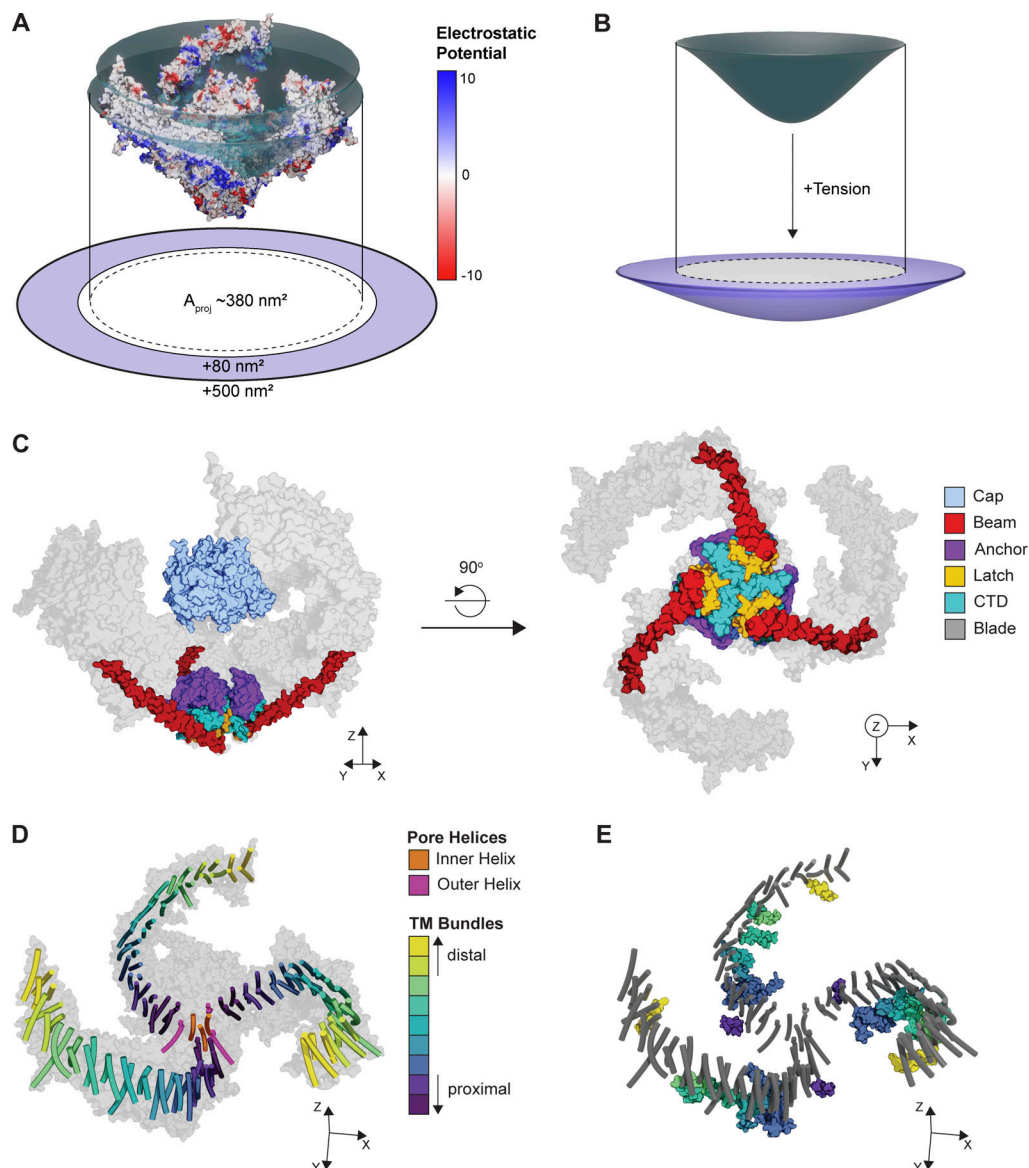 A
Electrostatic
Potential
10
0
-10
A_proj ~380 nm²
+80 nm²
+500 nm²
B
+Tension
C
90°
Z
Y
X
Z
X
Y
Cap
Beam
Anchor
Latch
CTD
Blade
D
Pore Helices
Inner Helix
Outer Helix
TM Bundles
distal
proximal
Z
X
Y
E
Z
X
Y